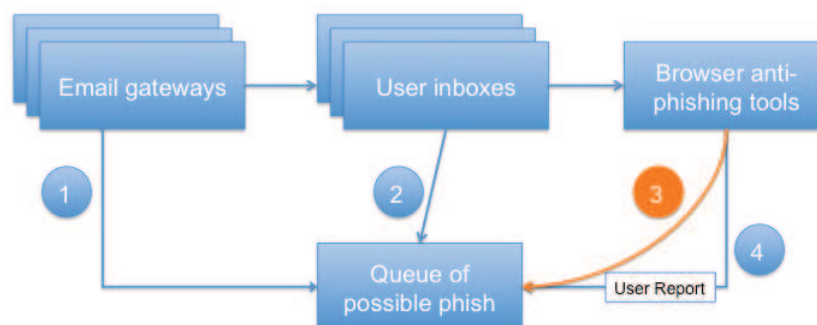 Email gateways
User inboxes
Browser anti-
phishing tools
1
2
3
4
Queue of
possible phish
User Report